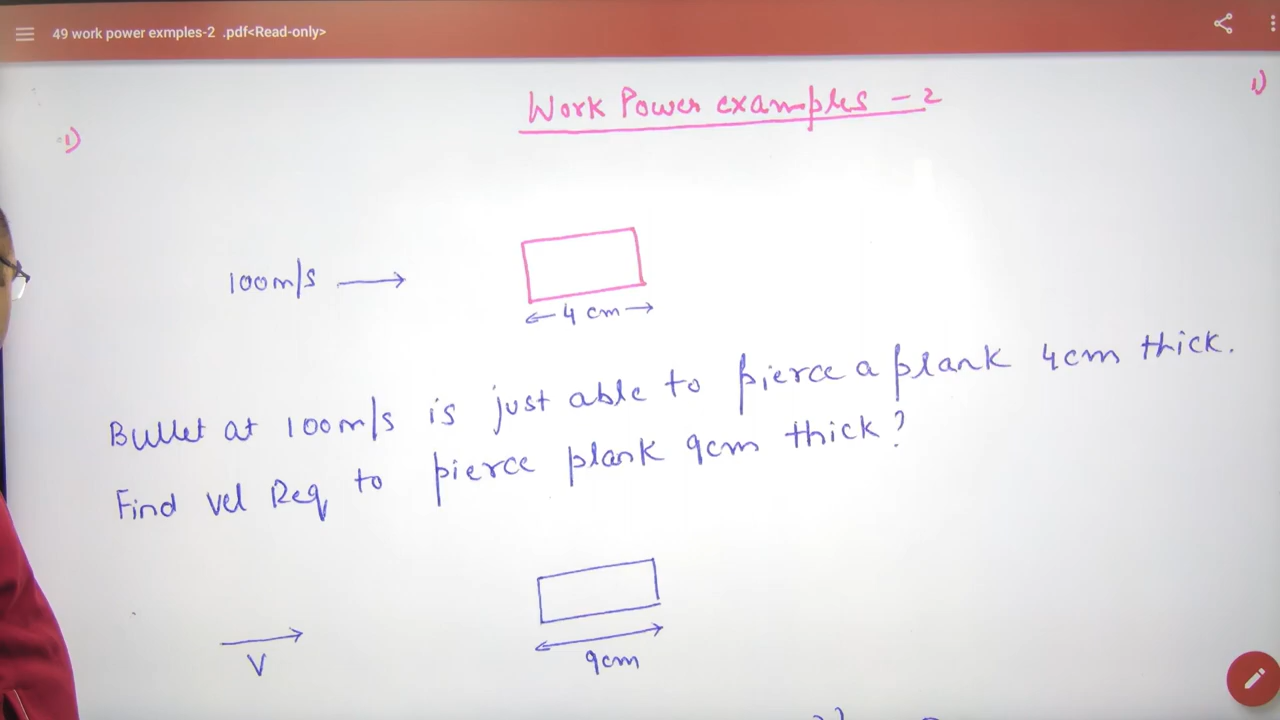 49 work power exmples-2 .pdf<Read-only>
Work Power examples - 2
1)
1)
100m/s
4 cm
Bullet at 100m/s is just able to pierce a plank 4cm thick.
Find vel Req to pierce plank 9cm thick?
V
9cm